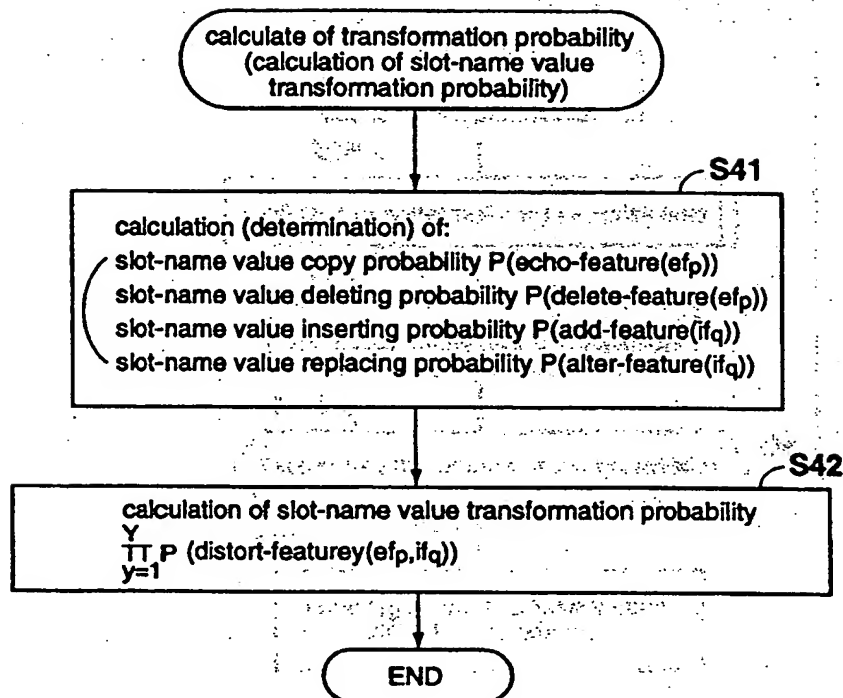 calculate of transformation probability
(calculation of slot-name value
transformation probability)
S41
calculation (determination) of:
slot-name value copy probability P(echo-feature(efp))
slot-name value deleting probability P(delete-feature(efp))
slot-name value inserting probability P(add-feature(ifq))
slot-name value replacing probability P(alter-feature(ifq))
S42
calculation of slot-name value transformation probability
Y
π P (distort-featurey(efp,ifq))
y=1
END